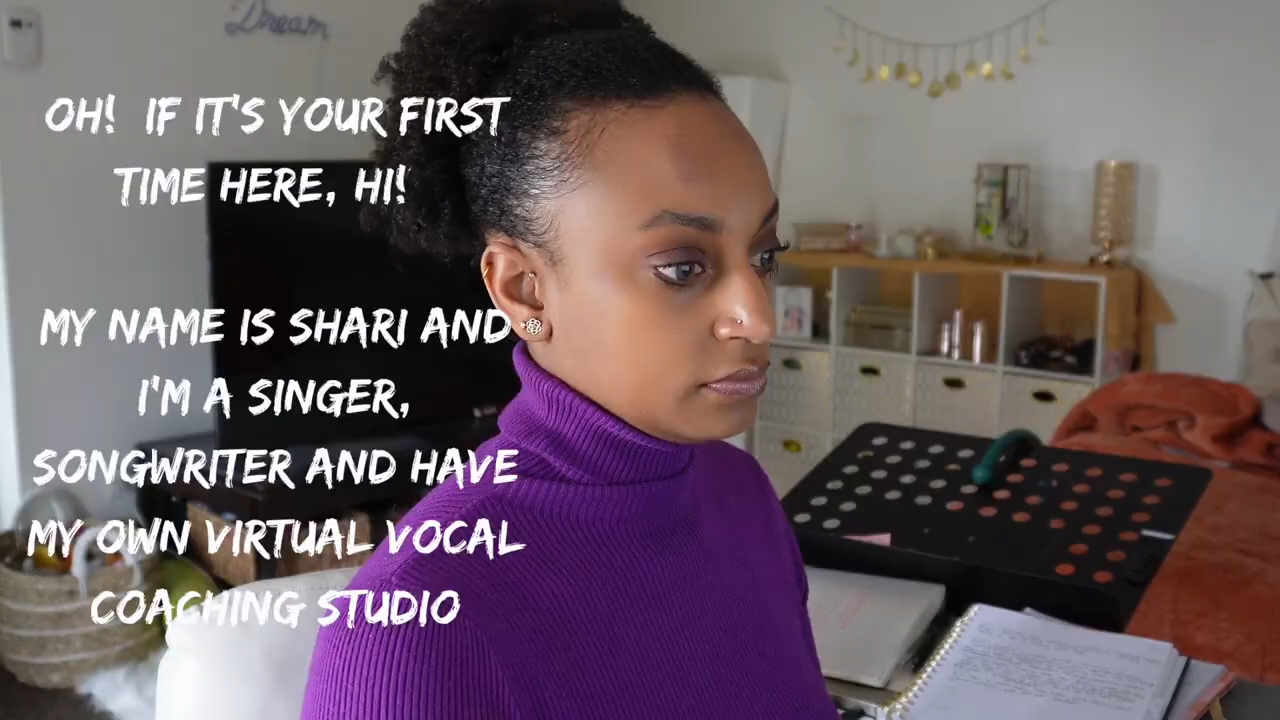 Dream
OH! IF IT'S YOUR FIRST
TIME HERE, HI!
MY NAME IS SHARI AND
I'M A SINGER,
SONGWRITER AND HAVE
MY OWN VIRTUAL VOCAL
COACHING STUDIO